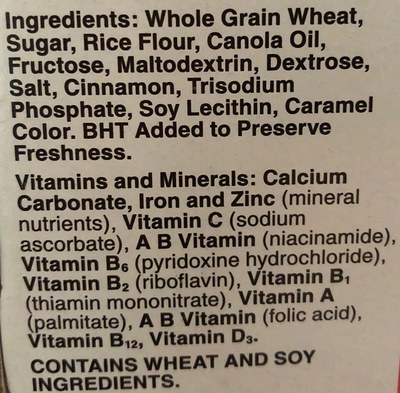 Ingredients: Whole Grain Wheat,
Sugar, Rice Flour, Canola Oil,
Fructose, Maltodextrin, Dextrose,
Salt, Cinnamon, Trisodium
Phosphate, Soy Lecithin, Caramel
Color. BHT Added to Preserve
Freshness.
Vitamins and Minerals: Calcium
Carbonate, Iron and Zinc (mineral
nutrients), Vitamin C (sodium
ascorbate), A B Vitamin (niacinamide),
Vitamin B₆ (pyridoxine hydrochloride),
Vitamin B₂ (riboflavin), Vitamin B₁
(thiamin mononitrate), Vitamin A
(palmitate), A B Vitamin (folic acid),
Vitamin B₁₂, Vitamin D₃.
CONTAINS WHEAT AND SOY
INGREDIENTS.